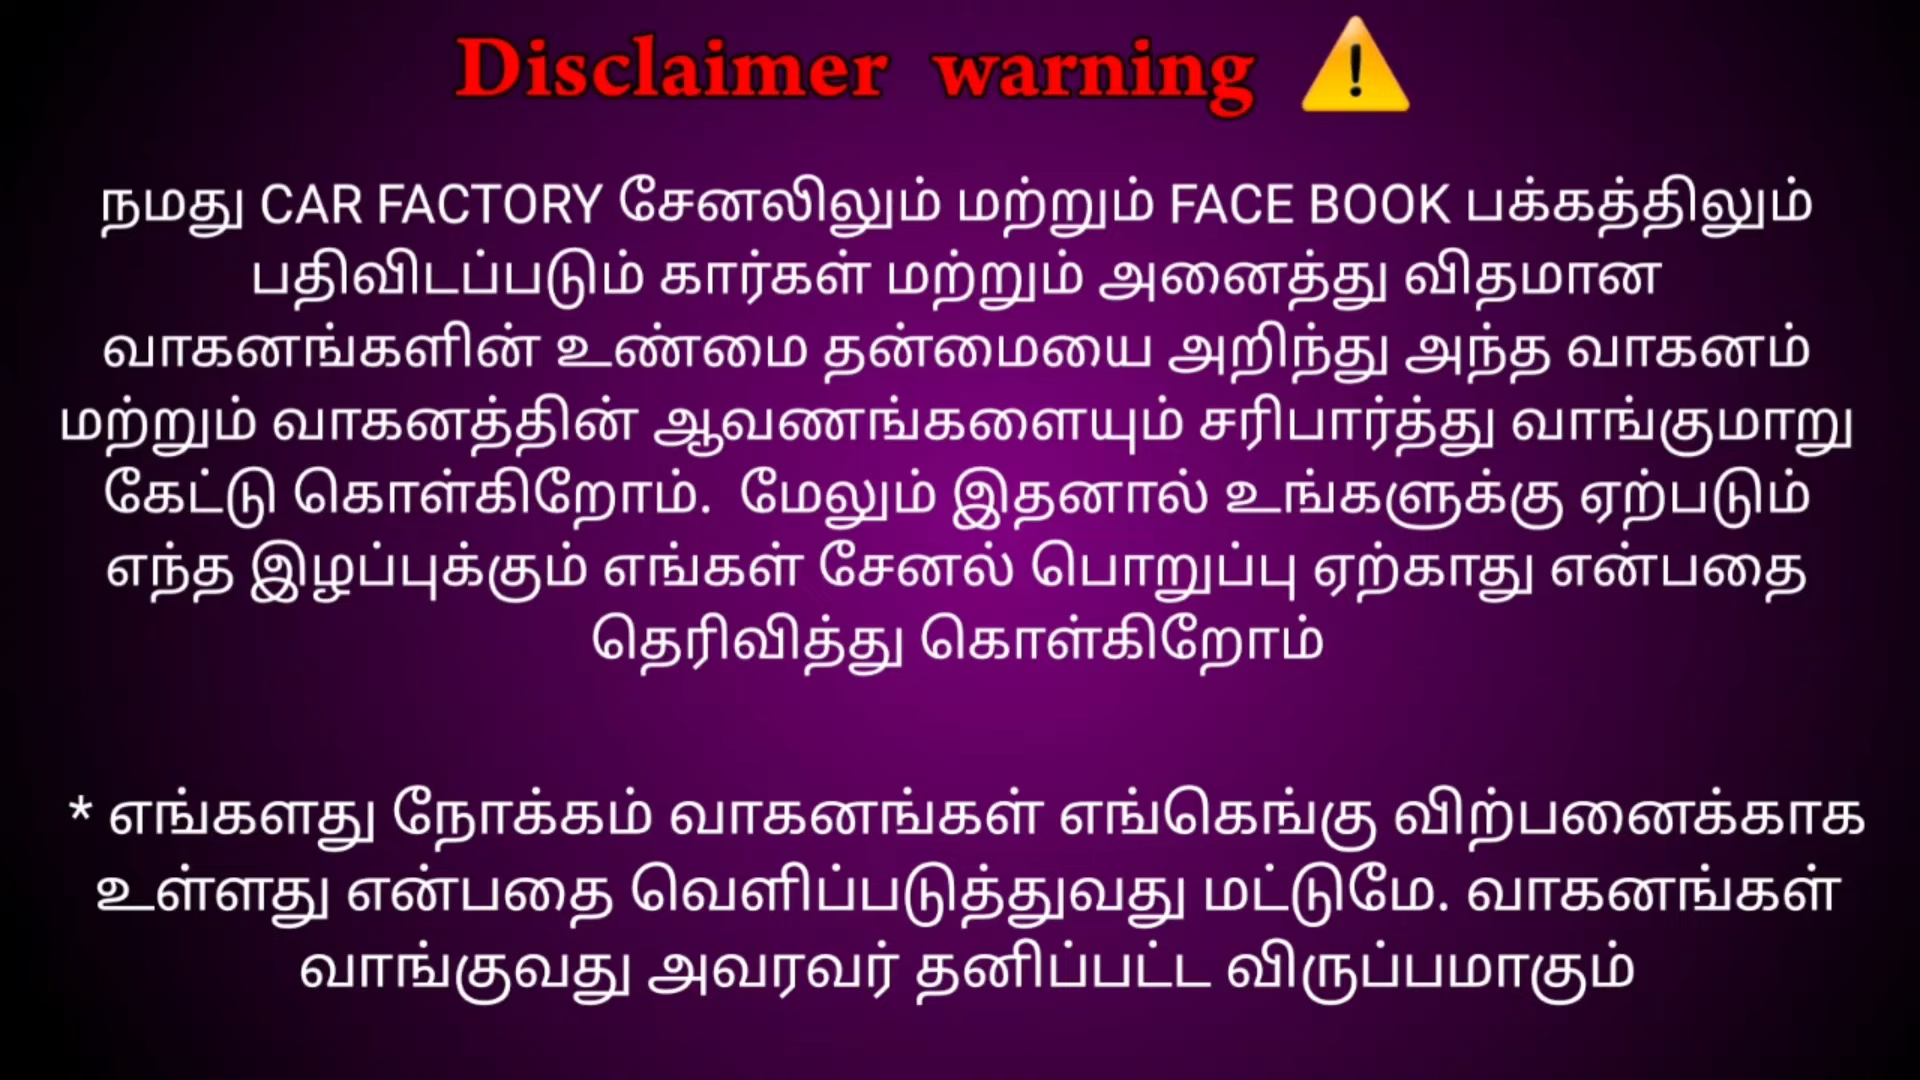 Disclaimer warning ⚠️
நமது CAR FACTORY சேனலிலும் மற்றும் FACE BOOK பக்கத்திலும்
பதிவிடப்படும் கார்கள் மற்றும் அனைத்து விதமான
வாகனங்களின் உண்மை தன்மையை அறிந்து அந்த வாகனம்
மற்றும் வாகனத்தின் ஆவணங்களையும் சரிபார்த்து வாங்குமாறு
கேட்டு கொள்கிறோம். மேலும் இதனால் உங்களுக்கு ஏற்படும்
எந்த இழப்புக்கும் எங்கள் சேனல் பொறுப்பு ஏற்காது என்பதை
தெரிவித்து கொள்கிறோம்
* எங்களது நோக்கம் வாகனங்கள் எங்கெங்கு விற்பனைக்காக
உள்ளது என்பதை வெளிப்படுத்துவது மட்டுமே. வாகனங்கள்
வாங்குவது அவரவர் தனிப்பட்ட விருப்பமாகும்